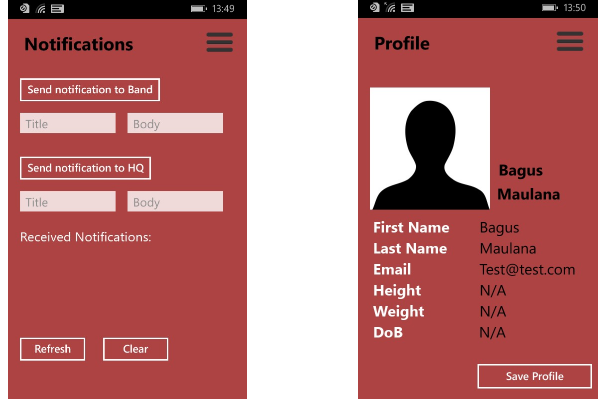 13:49
Notifications
Send notification to Band
Title Body
Send notification to HQ
Title Body
Received Notifications:
Refresh Clear
13:50
Profile
Bagus
Maulana
First Name Bagus
Last Name Maulana
Email Test@test.com
Height N/A
Weight N/A
DoB N/A
Save Profile